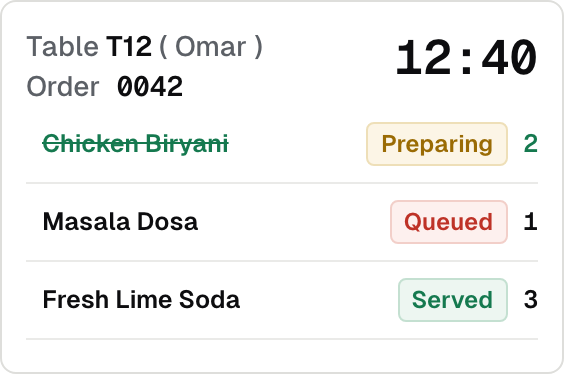 Table T12 ( Omar )
12:40
Order 0042
Chicken Biryani Preparing 2
Masala Dosa Queued 1
Fresh Lime Soda Served 3